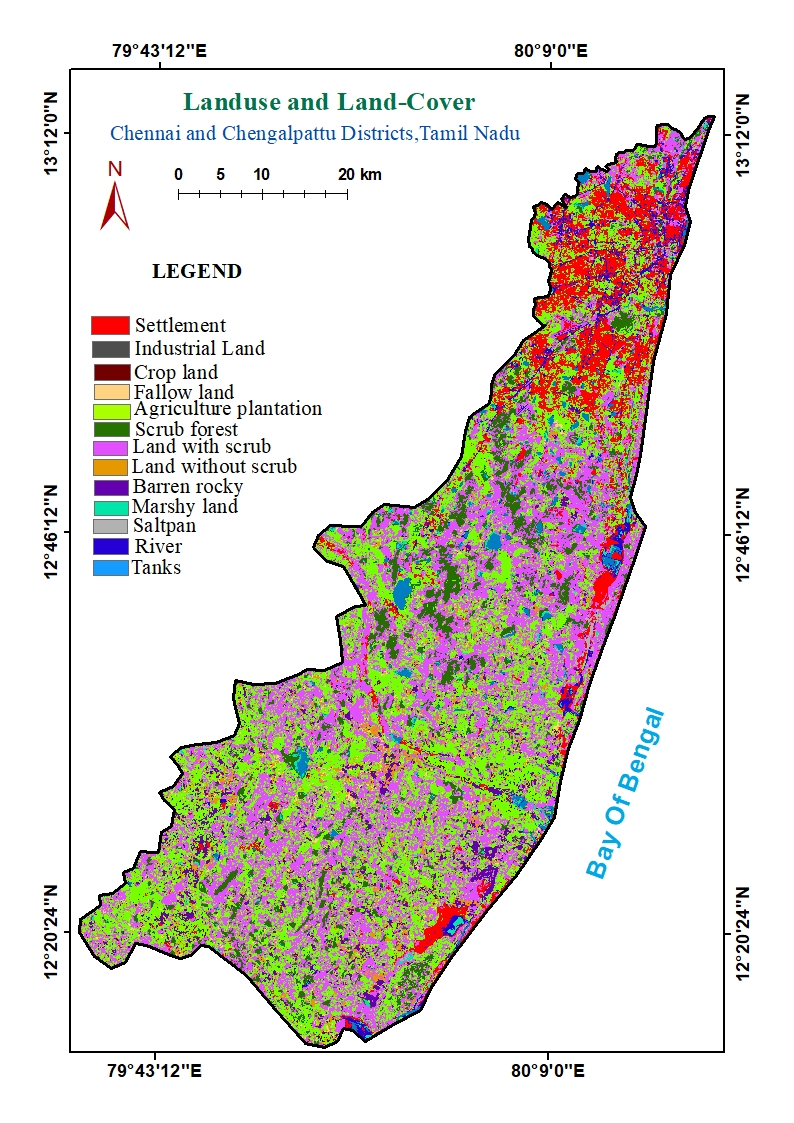 79°43'12"E 80°9'0"E
Landuse and Land-Cover
Chennai and Chengalpattu Districts,Tamil Nadu
13°12'0"N 13°12'0"N
N
0 5 10 20 km
LEGEND
Settlement
Industrial Land
Crop land
Fallow land
Agriculture plantation
Scrub forest
Land with scrub
Land without scrub
Barren rocky
Marshy land
Saltpan
River
Tanks
12°46'12"N 12°46'12"N
Bay Of Bengal
12°20'24"N 12°20'24"N
79°43'12"E 80°9'0"E